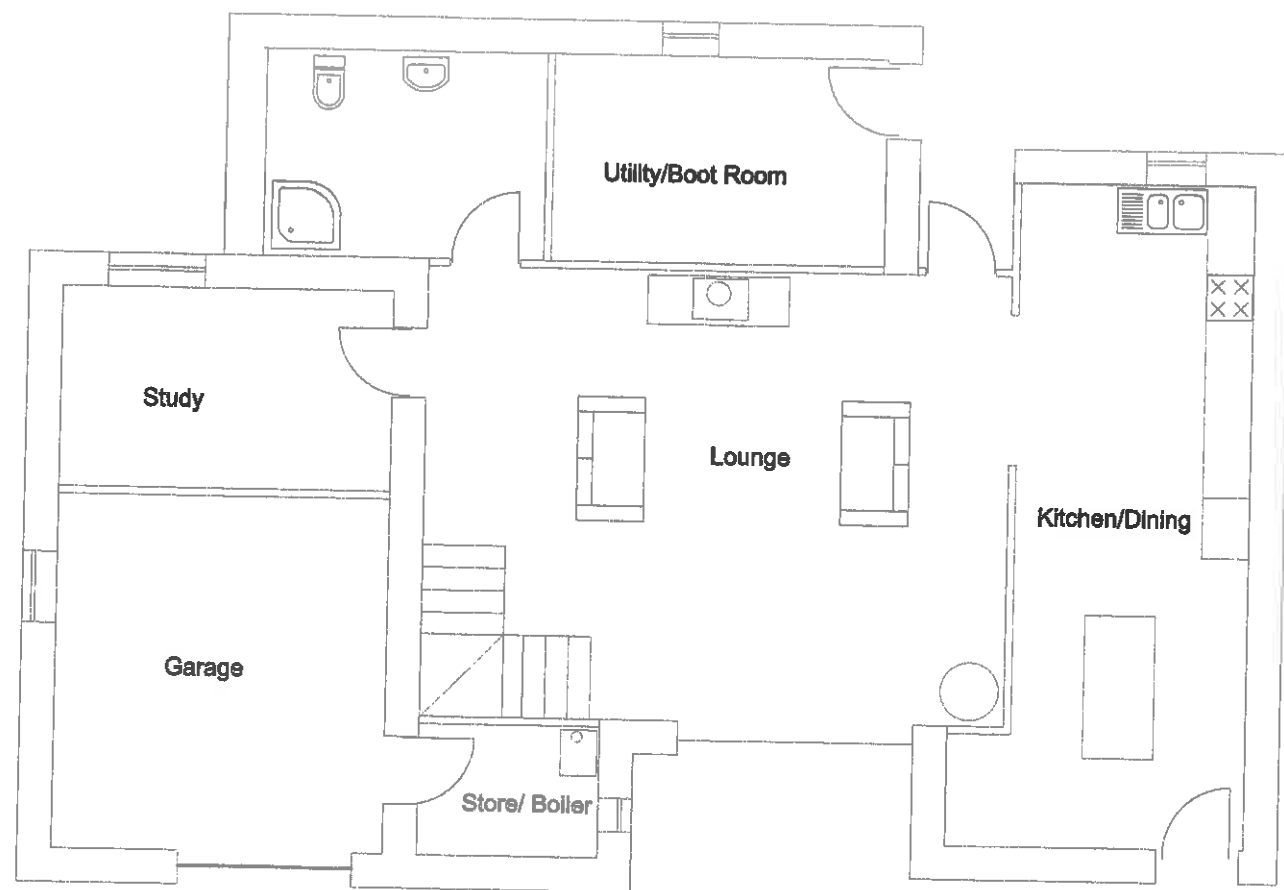 Utility/Boot Room
Study
Lounge
Kitchen/Dining
Garage
Store/ Boiler